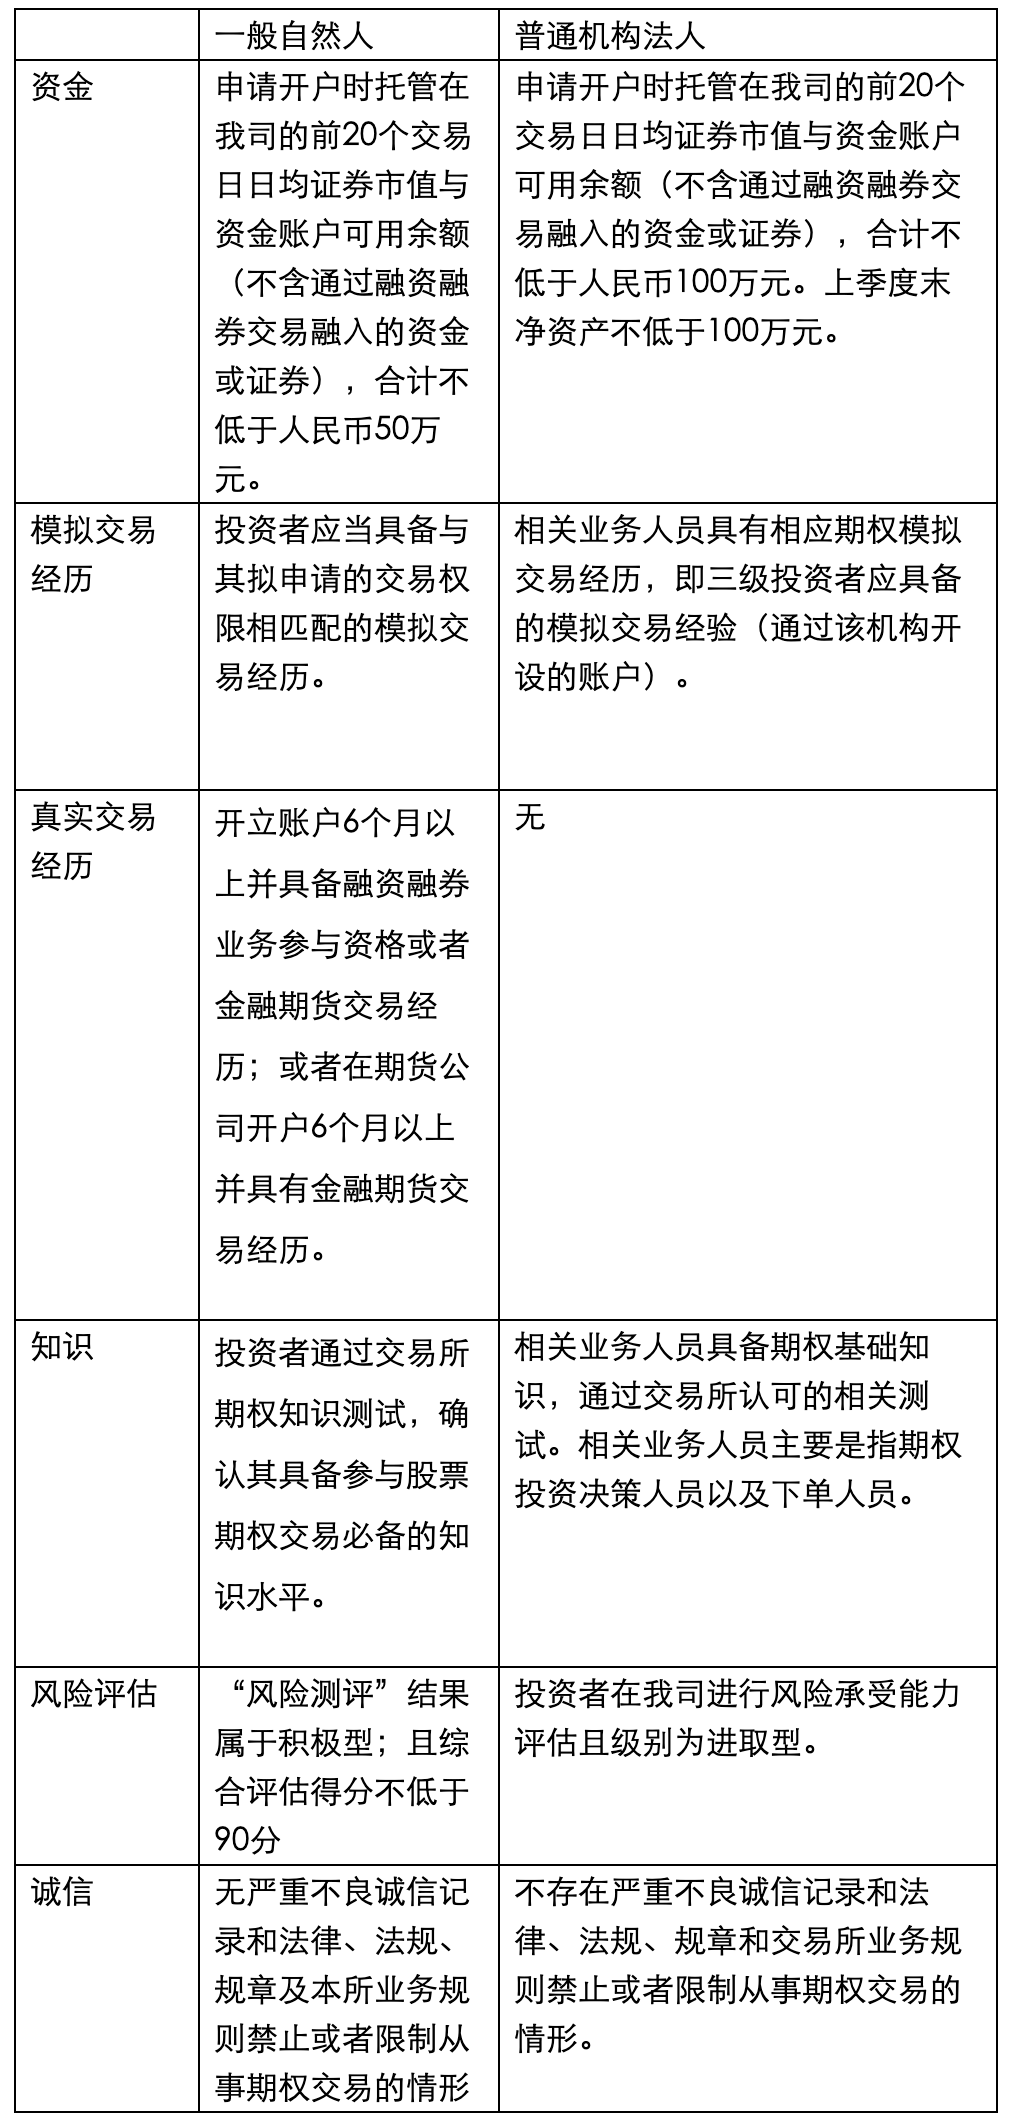 一般自然人
普通机构法人
资金
申请开户时托管在
我司的前20个交易
日日均证券市值与
资金账户可用余额
（不含通过融资融
券交易融入的资金
或证券），合计不
低于人民币50万
元。
申请开户时托管在我司的前20个
交易日日均证券市值与资金账户
可用余额（不含通过融资融券交
易融入的资金或证券），合计不
低于人民币100万元。上季度末
净资产不低于100万元。
模拟交易
经历
投资者应当具备与
其拟申请的交易权
限相匹配的模拟交
易经历。
相关业务人员具有相应期权模拟
交易经历，即三级投资者应具备
的模拟交易经验（通过该机构开
设的账户）。
真实交易
经历
开立账户6个月以
上并具备融资融券
业务参与资格或者
金融期货交易经
历；或者在期货公
司开户6个月以上
并具有金融期货交
易经历。
无
知识
投资者通过交易所
期权知识测试，确
认其具备参与股票
期权交易必备的知
识水平。
相关业务人员具备期权基础知
识，通过交易所认可的相关测
试。相关业务人员主要是指期权
投资决策人员以及下单人员。
风险评估
“风险测评”结果
属于积极型；且综
合评估得分不低于
90分
投资者在我司进行风险承受能力
评估且级别为进取型。
诚信
无严重不良诚信记
录和法律、法规、
规章及本所业务规
则禁止或者限制从
事期权交易的情形
不存在严重不良诚信记录和法
律、法规、规章和交易所业务规
则禁止或者限制从事期权交易的
情形。